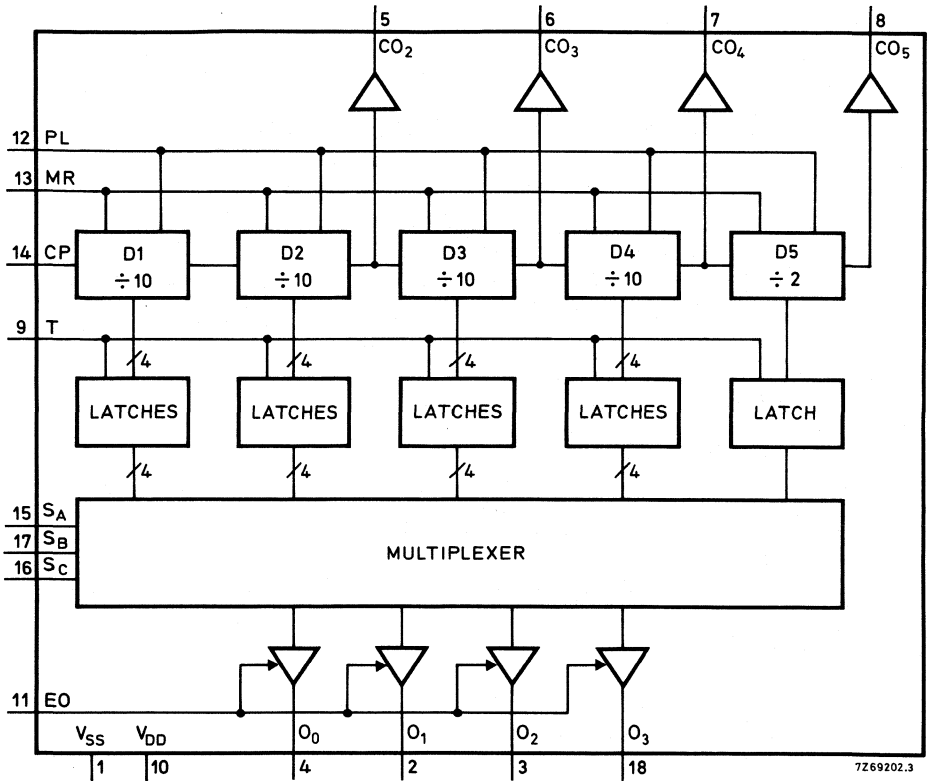 5 6 7 8
CO2 CO3 CO4 CO5
12 PL
13 MR
14 CP
D1 D2 D3 D4 D5
÷10 ÷10 ÷10 ÷10 ÷2
9 T
4 4 4 4
LATCHES LATCHES LATCHES LATCHES LATCH
4 4 4 4
15 SA
17 SB
16 SC
MULTIPLEXER
11 EO
VSS VDD O0 O1 O2 O3
1 10 4 2 3 18
7Z69202.3